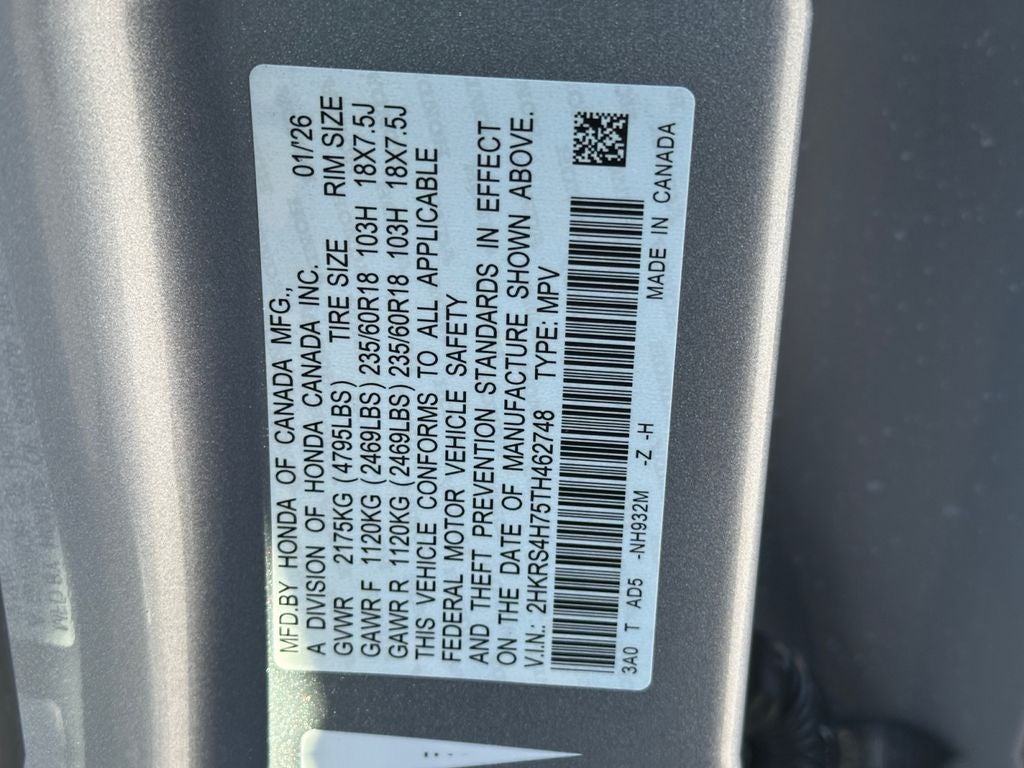 MFD.BY HONDA OF CANADA MFG.,
A DIVISION OF HONDA CANADA INC. 01/'26
GVWR 2175KG (4795LBS) TIRE SIZE RIM SIZE
GAWR F 1120KG (2469LBS) 235/60R18 103H 18X7.5J
GAWR R 1120KG (2469LBS) 235/60R18 103H 18X7.5J
THIS VEHICLE CONFORMS TO ALL APPLICABLE
FEDERAL MOTOR VEHICLE SAFETY
AND THEFT PREVENTION STANDARDS IN EFFECT
ON THE DATE OF MANUFACTURE SHOWN ABOVE.
V.I.N.: 2HKRS4H75TH462748 TYPE: MPV
3A0 T AD5 -NH932M -Z -H MADE IN CANADA